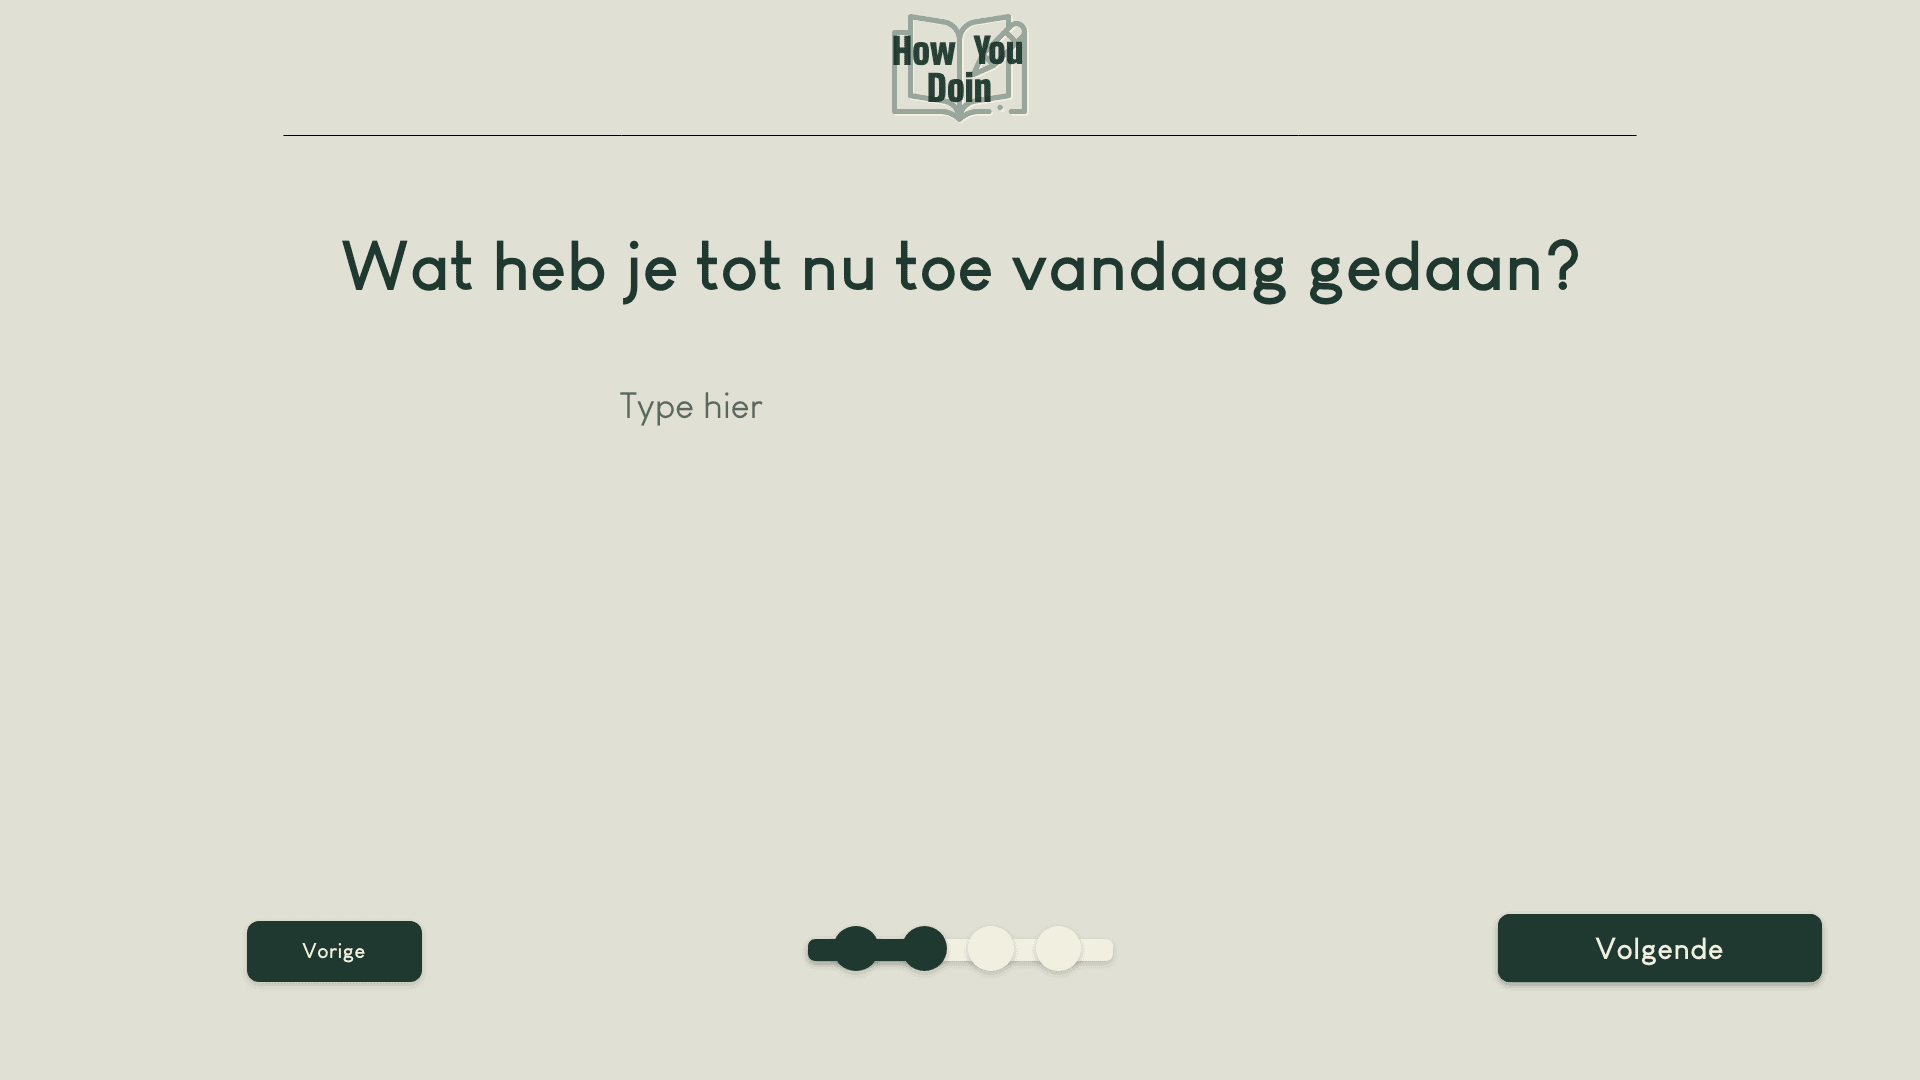 How You
Doin
Wat heb je tot nu toe vandaag gedaan?
Type hier
Vorige
Volgende